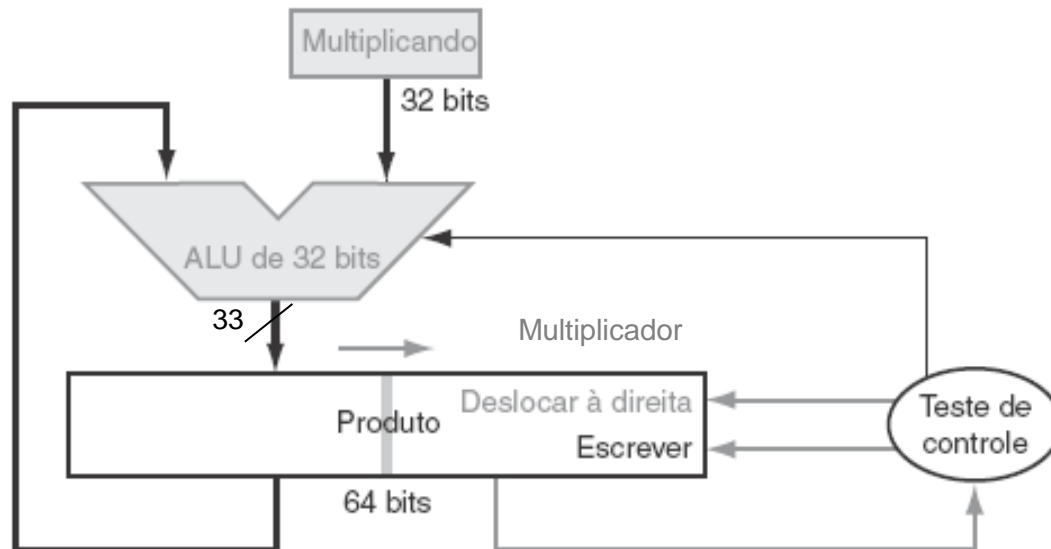 Multiplicando
32 bits
ALU de 32 bits
33
Multiplicador
Produto
Deslocar à direita
Escrever
64 bits
Teste de
controle